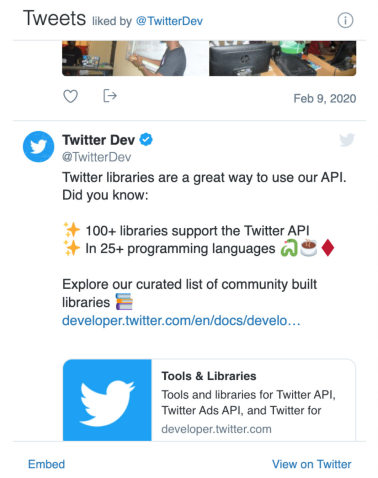 Tweets liked by @TwitterDev
Feb 9, 2020
Twitter Dev
@TwitterDev
Twitter libraries are a great way to use our API.
Did you know:
✨ 100+ libraries support the Twitter API
✨ In 25+ programming languages 🐍☕♦️
Explore our curated list of community built
libraries 📚
developer.twitter.com/en/docs/develo…
Tools & Libraries
Tools and libraries for Twitter API,
Twitter Ads API, and Twitter for
developer.twitter.com
Embed
View on Twitter